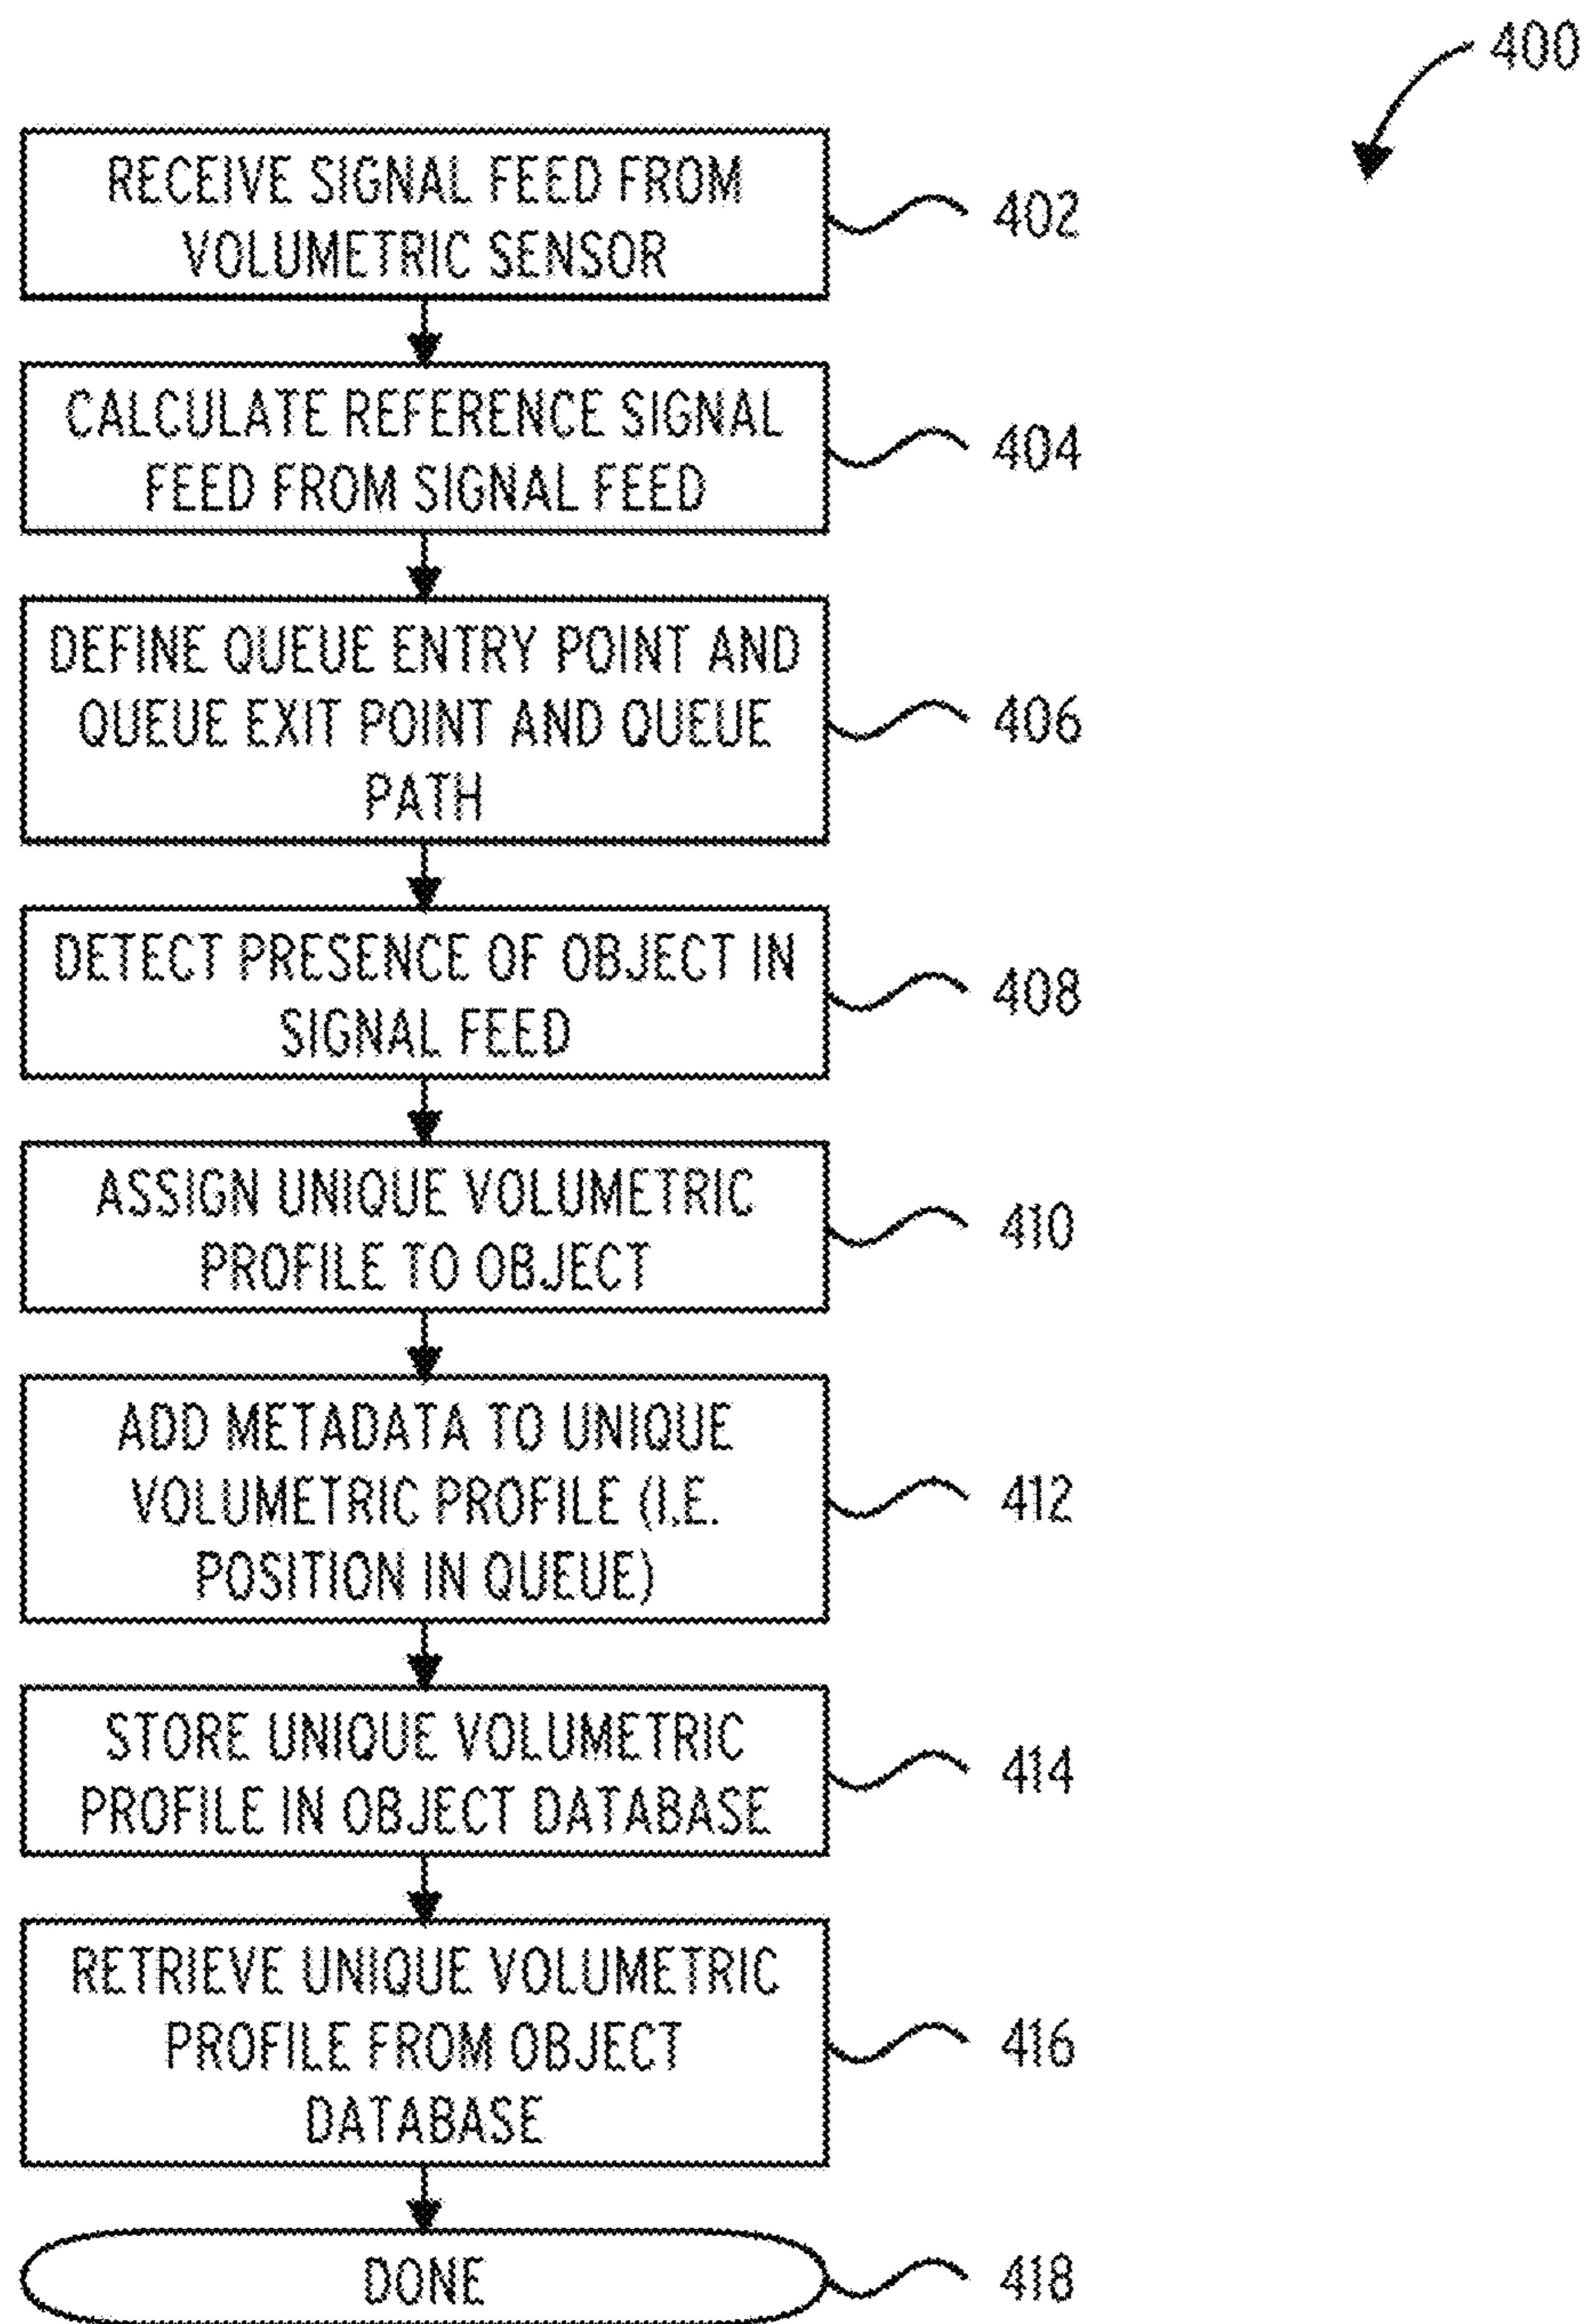 400
RECEIVE SIGNAL FEED FROM
VOLUMETRIC SENSOR
402
CALCULATE REFERENCE SIGNAL
FEED FROM SIGNAL FEED
404
DEFINE QUEUE ENTRY POINT AND
QUEUE EXIT POINT AND QUEUE
PATH
406
DETECT PRESENCE OF OBJECT IN
SIGNAL FEED
408
ASSIGN UNIQUE VOLUMETRIC
PROFILE TO OBJECT
410
ADD METADATA TO UNIQUE
VOLUMETRIC PROFILE (I.E.
POSITION IN QUEUE)
412
STORE UNIQUE VOLUMETRIC
PROFILE IN OBJECT DATABASE
414
RETRIEVE UNIQUE VOLUMETRIC
PROFILE FROM OBJECT
DATABASE
416
DONE
418